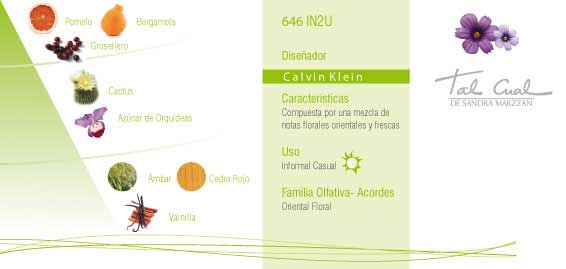 Pomelo
Bergamota
Grosellero
Cactus
Azúcar de Orquídeas
Ámbar
Cedro Rojo
Vainilla
646 IN2U
Diseñador
Calvin Klein
Caracteristicas
Compuesta por una mezcla de
notas florales orientales y frescas
Uso
Informal Casual
Familia Olfativa- Acordes
Oriental Floral
Tal Cual
DE SANDRA MARZZAN